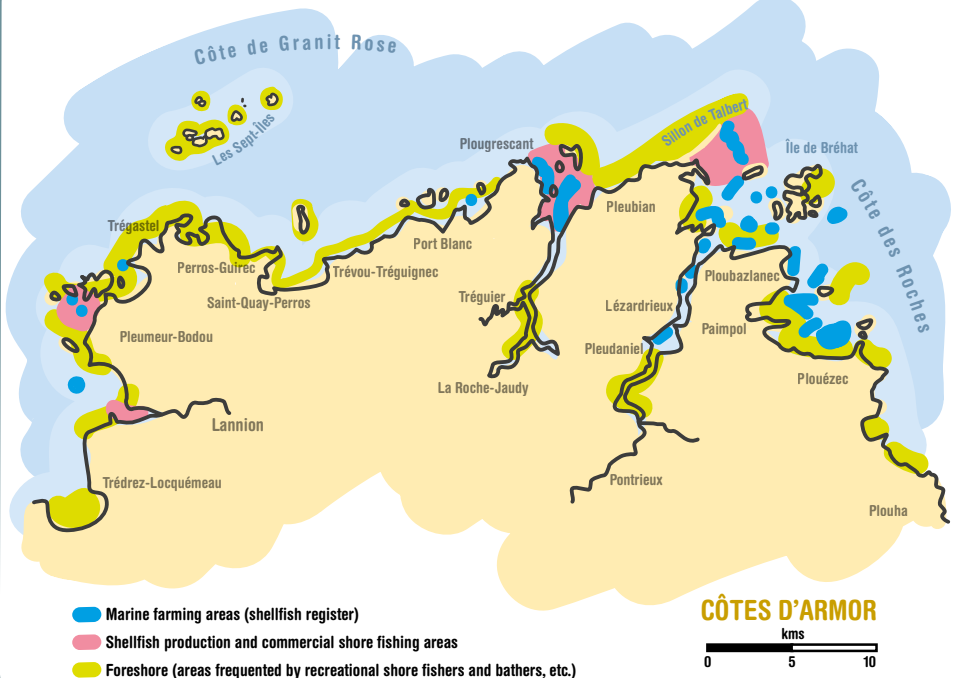 Côte de Granit Rose
Les Sept-Îles
Plougrescant
Sillon de Talbert
Île de Bréhat
Côte des Roches
Trégastel
Pleubian
Port Blanc
Perros-Guirec
Trévou-Tréguignec
Ploubazlanec
Saint-Quay-Perros
Tréguier
Lézardrieux
Pleumeur-Bodou
Paimpol
Pleudaniel
La Roche-Jaudy
Plouézec
Lannion
Trédrez-Locquémeau
Pontrieux
Plouha
Marine farming areas (shellfish register)
Shellfish production and commercial shore fishing areas
Foreshore (areas frequented by recreational shore fishers and bathers, etc.)
CÔTES D'ARMOR
kms
0 5 10